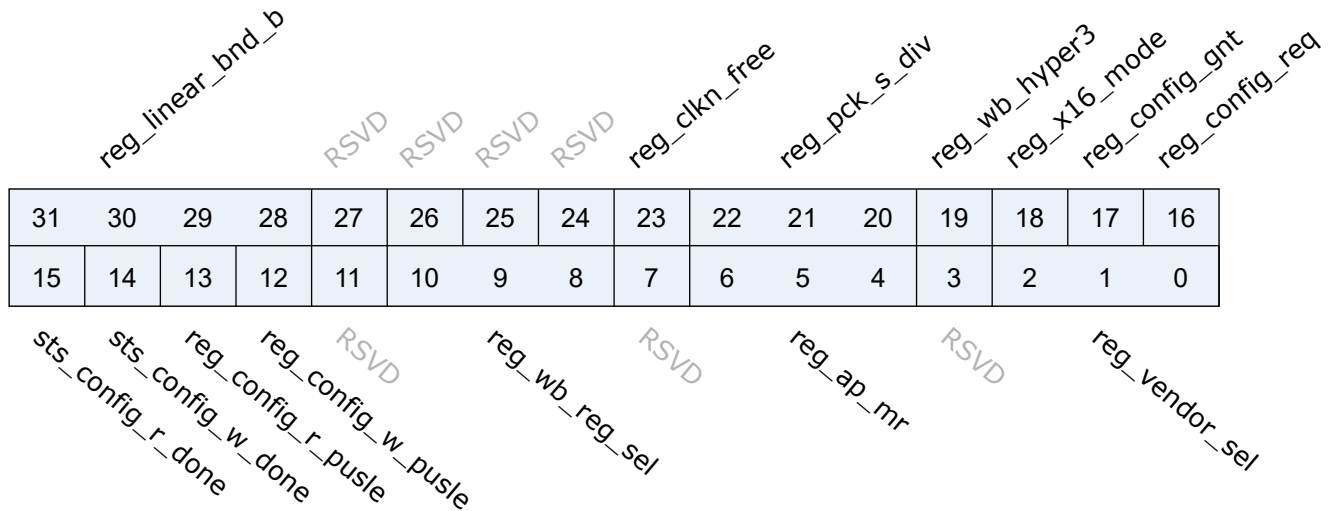 reg_linear_bnd_b
RSVD
RSVD
RSVD
RSVD
reg_clkn_free
reg_pck_s_div
reg_wb_hyper3
reg_x16_mode
reg_config_gnt
reg_config_req
31 30 29 28 27 26 25 24 23 22 21 20 19 18 17 16
15 14 13 12 11 10 9 8 7 6 5 4 3 2 1 0
sts_config_r_done
sts_config_w_done
reg_config_r_pusle
reg_config_w_pusle
RSVD
reg_wb_reg_sel
RSVD
reg_ap_mr
RSVD
reg_vendor_sel